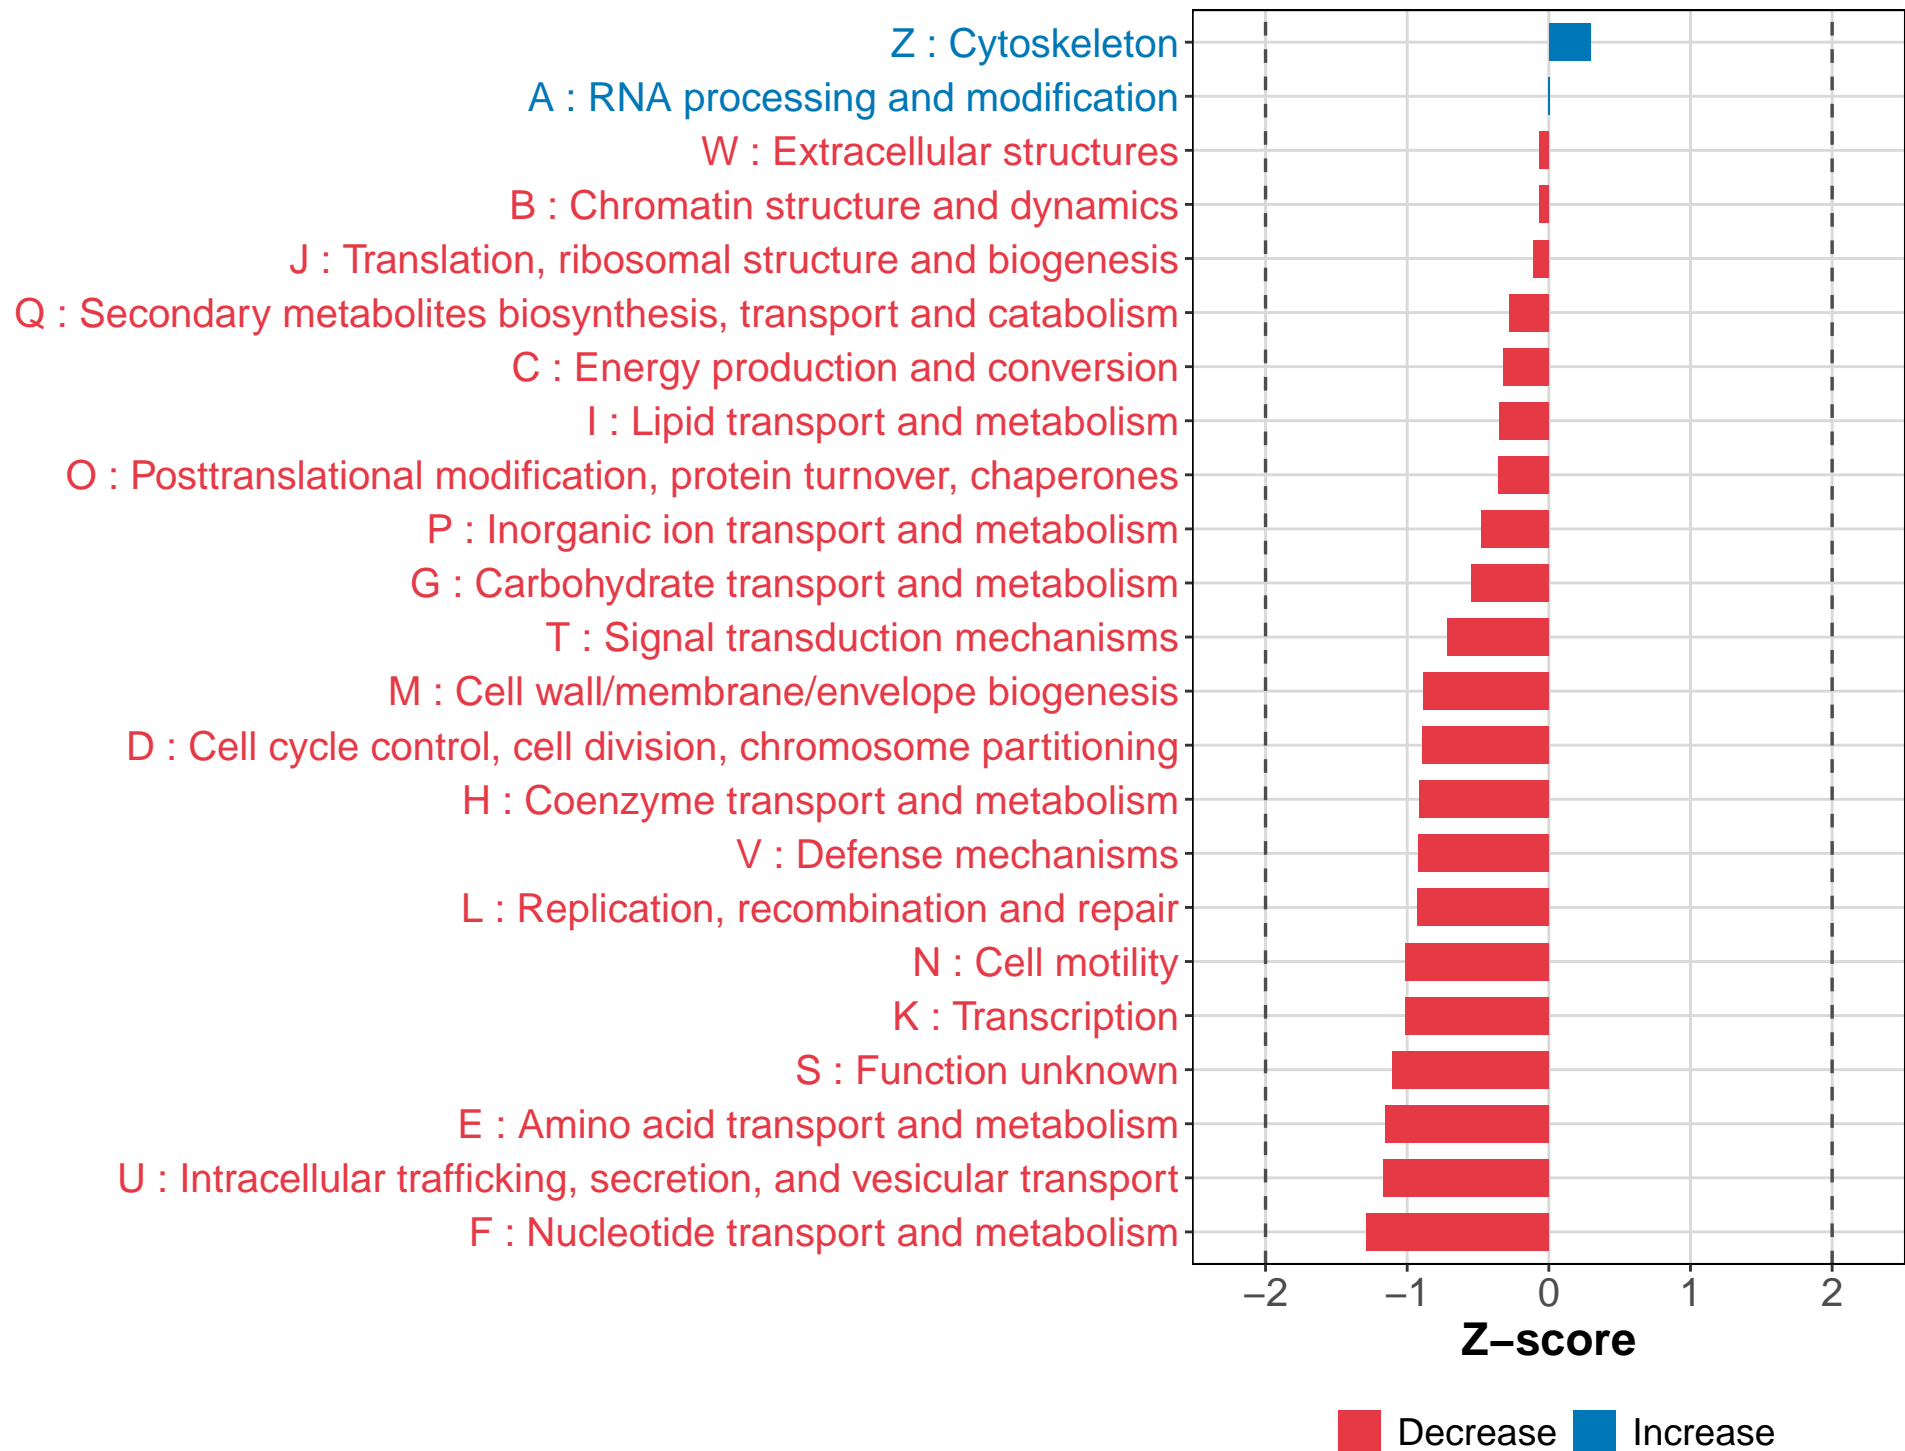 Z : Cytoskeleton
A : RNA processing and modification
W : Extracellular structures
B : Chromatin structure and dynamics
J : Translation, ribosomal structure and biogenesis
Q : Secondary metabolites biosynthesis, transport and catabolism
C : Energy production and conversion
I : Lipid transport and metabolism
O : Posttranslational modification, protein turnover, chaperones
P : Inorganic ion transport and metabolism
G : Carbohydrate transport and metabolism
T : Signal transduction mechanisms
M : Cell wall/membrane/envelope biogenesis
D : Cell cycle control, cell division, chromosome partitioning
H : Coenzyme transport and metabolism
V : Defense mechanisms
L : Replication, recombination and repair
N : Cell motility
K : Transcription
S : Function unknown
E : Amino acid transport and metabolism
U : Intracellular trafficking, secretion, and vesicular transport
F : Nucleotide transport and metabolism
−2 −1 0 1 2
Z−score
Decrease Increase